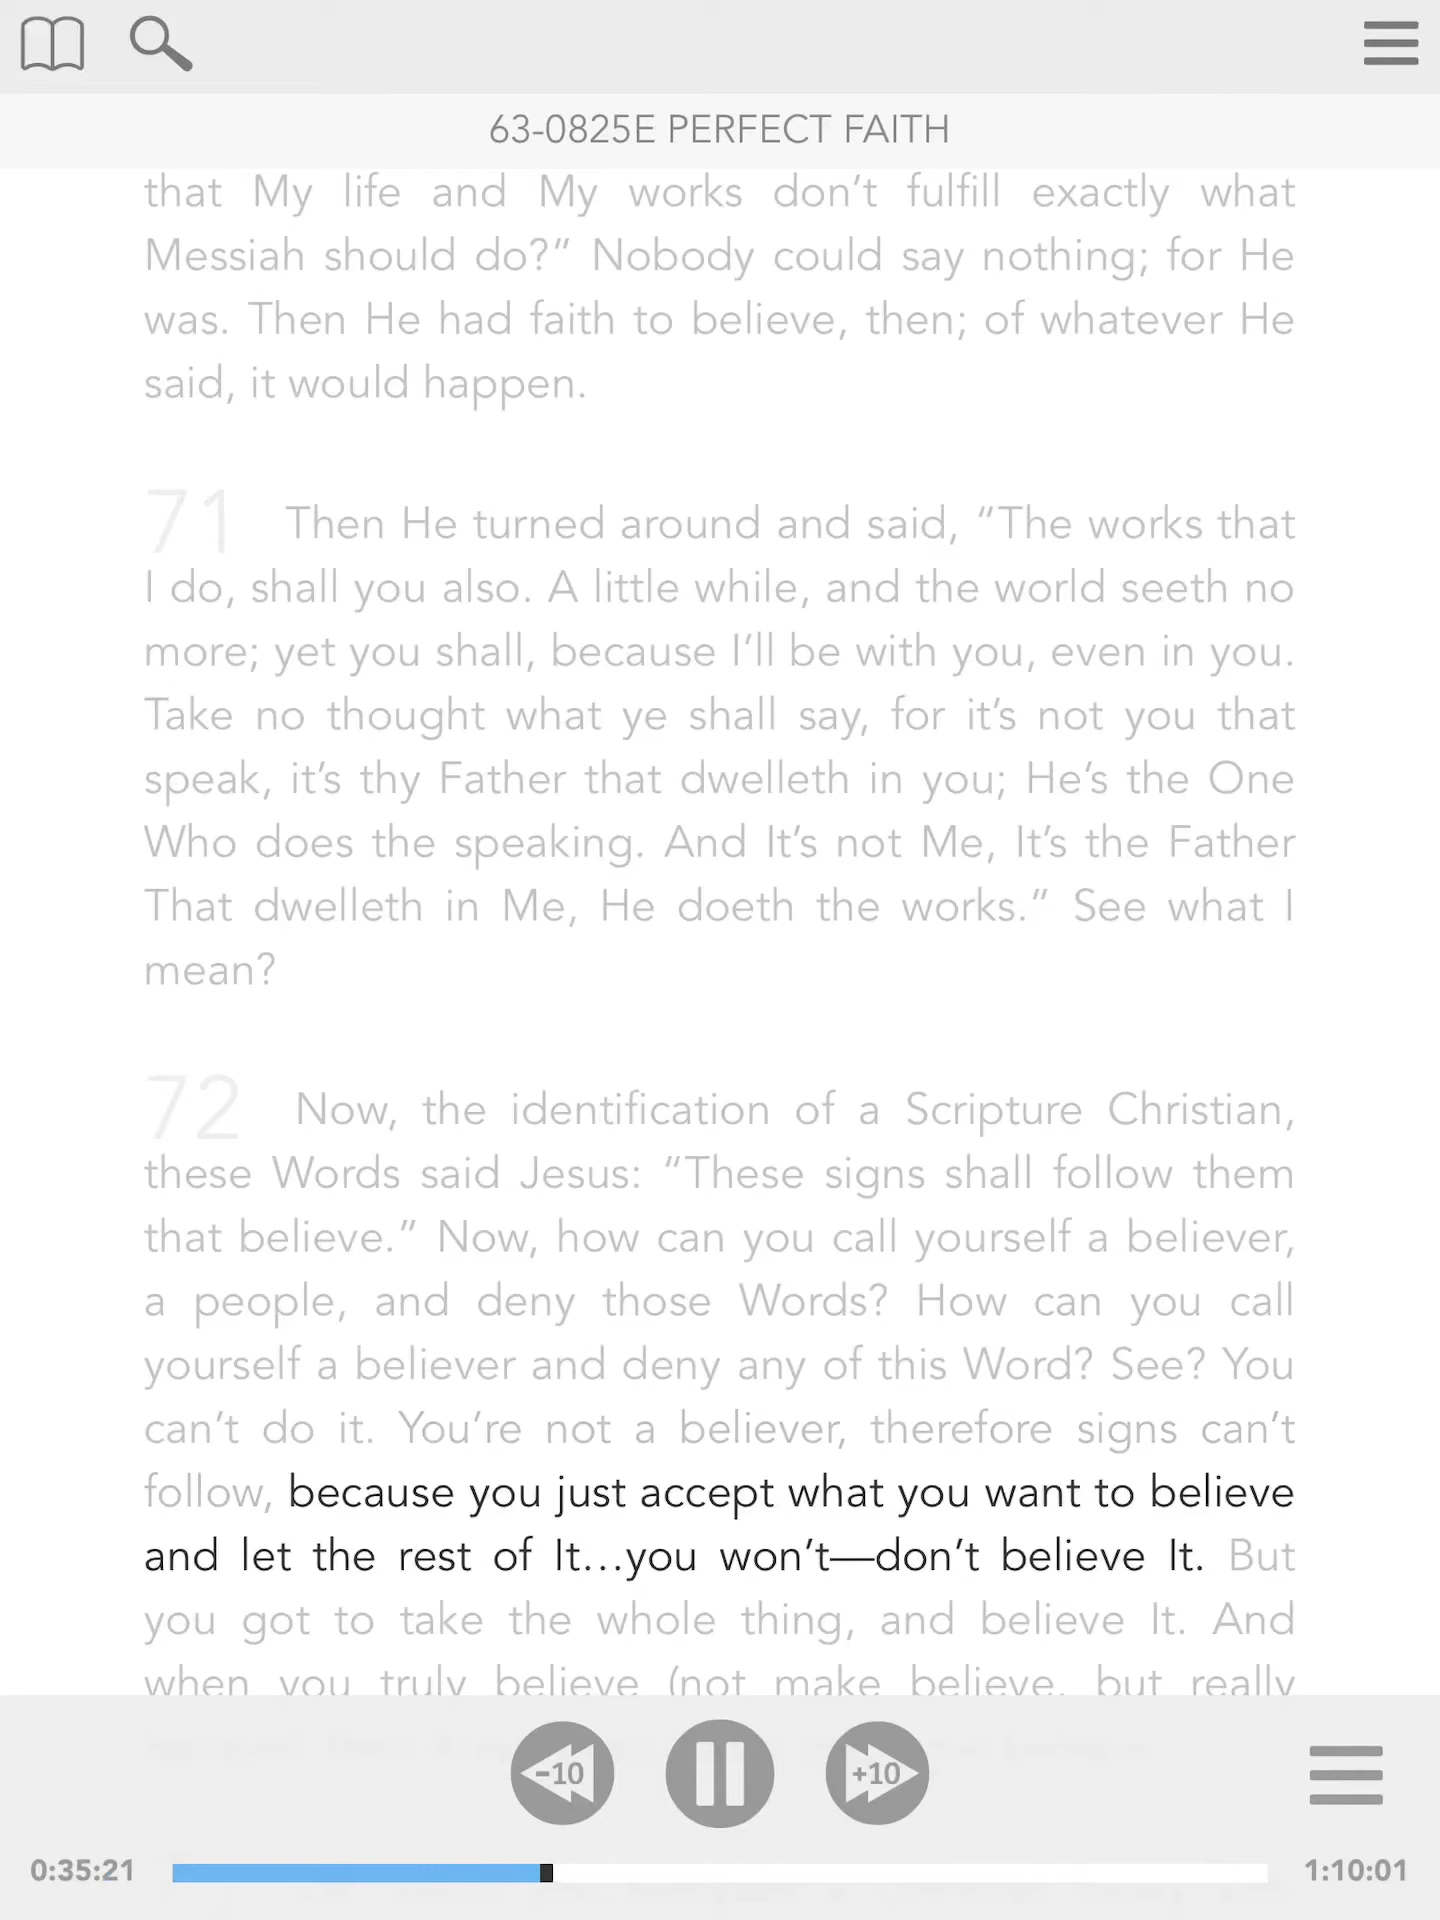 63-0825E PERFECT FAITH
that My life and My works don’t fulfill exactly what
Messiah should do?” Nobody could say nothing; for He
was. Then He had faith to believe, then; of whatever He
said, it would happen.
71 Then He turned around and said, “The works that
I do, shall you also. A little while, and the world seeth no
more; yet you shall, because I’ll be with you, even in you.
Take no thought what ye shall say, for it’s not you that
speak, it’s thy Father that dwelleth in you; He’s the One
Who does the speaking. And It’s not Me, It’s the Father
That dwelleth in Me, He doeth the works.” See what I
mean?
72 Now, the identification of a Scripture Christian,
these Words said Jesus: “These signs shall follow them
that believe.” Now, how can you call yourself a believer,
a people, and deny those Words? How can you call
yourself a believer and deny any of this Word? See? You
can’t do it. You’re not a believer, therefore signs can’t
follow, because you just accept what you want to believe
and let the rest of It…you won’t—don’t believe It. But
you got to take the whole thing, and believe It. And
when you truly believe (not make believe, but really
-10 +10
0:35:21 1:10:01